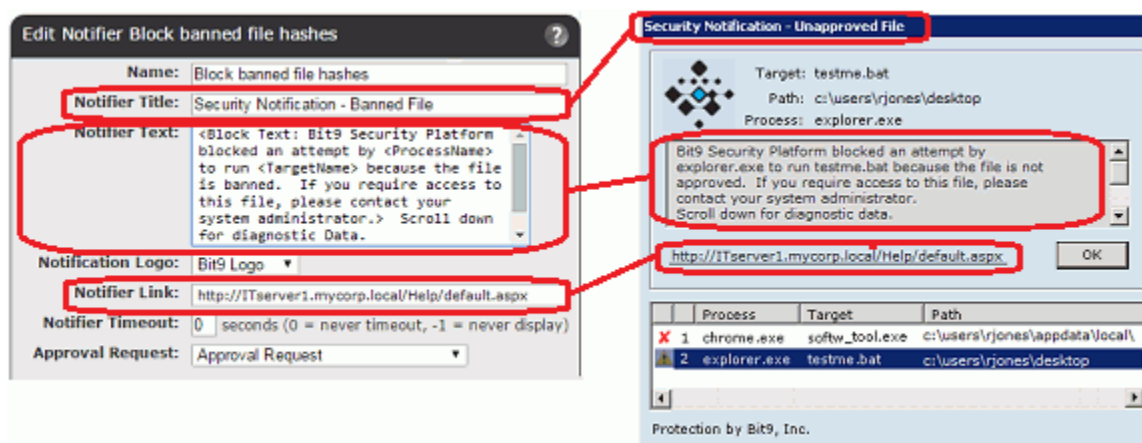 Edit Notifier Block banned file hashes ?
Name: Block banned file hashes
Notifier Title: Security Notification - Banned File
Notifier Text: <Block Text: Bit9 Security Platform
blocked an attempt by <ProcessName>
to run <TargetName> because the file
is banned. If you require access to
this file, please contact your
system administrator.> Scroll down
for diagnostic Data.
Notification Logo: Bit9 Logo
Notifier Link: http://ITserver1.mycorp.local/Help/default.aspx
Notifier Timeout: 0 seconds (0 = never timeout, -1 = never display)
Approval Request: Approval Request
Security Notification - Unapproved File
Target: testme.bat
Path: c:\users\rjones\desktop
Process: explorer.exe
Bit9 Security Platform blocked an attempt by
explorer.exe to run testme.bat because the file is not
approved. If you require access to this file, please
contact your system administrator.
Scroll down for diagnostic data.
http://ITserver1.mycorp.local/Help/default.aspx
OK
Process Target Path
1 chrome.exe softw_tool.exe c:\users\rjones\appdata\local\
2 explorer.exe testme.bat c:\users\rjones\desktop
Protection by Bit9, Inc.